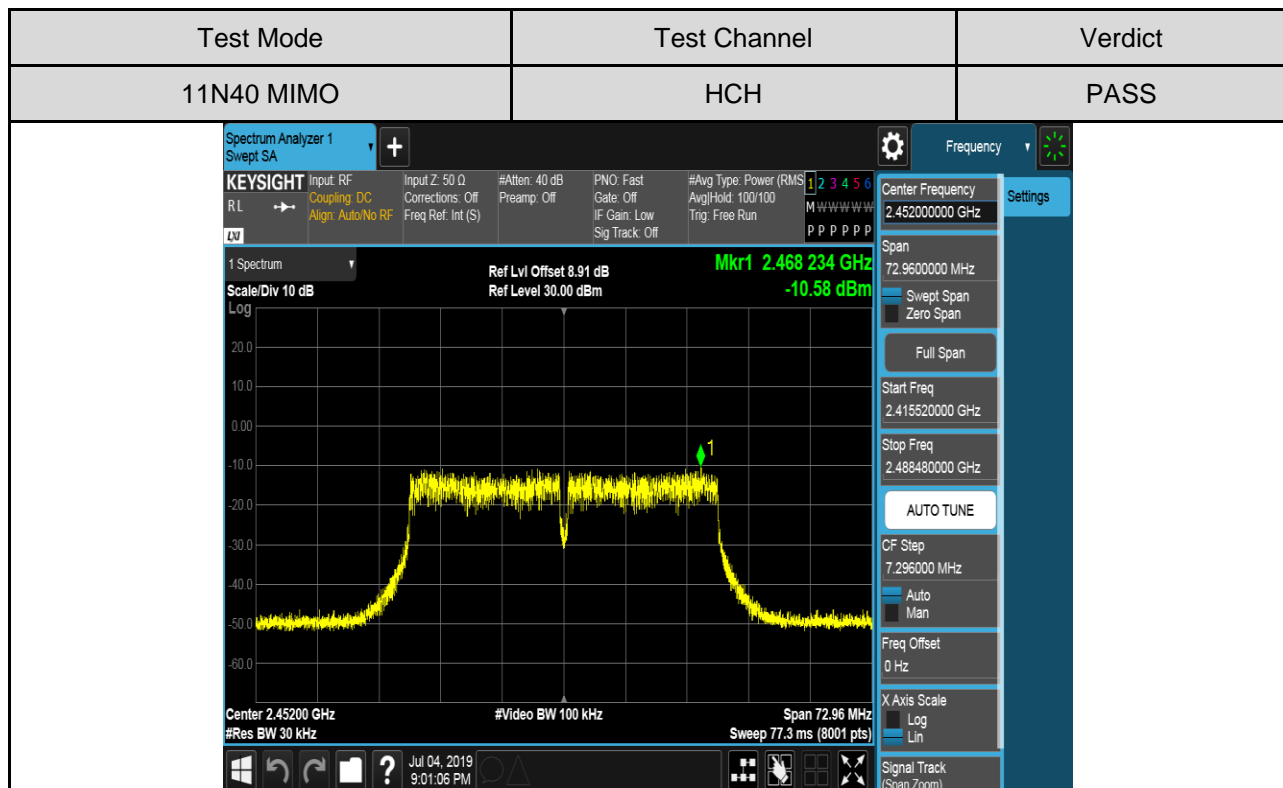 Test Mode Test Channel Verdict
11N40 MIMO HCH PASS
Spectrum Analyzer 1
Swept SA
+
Frequency
KEYSIGHT
RL
LXI
Input: RF
Coupling: DC
Align: Auto/No RF
Input Z: 50 Ω
Corrections: Off
Freq Ref: Int (S)
#Atten: 40 dB
Preamp: Off
PNO: Fast
Gate: Off
IF Gain: Low
Sig Track: Off
#Avg Type: Power (RMS
Avg|Hold: 100/100
Trig: Free Run
1 2 3 4 5 6
M W W W W W
P P P P P P
1 Spectrum
Scale/Div 10 dB
Log
Ref Lvl Offset 8.91 dB
Ref Level 30.00 dBm
Mkr1 2.468 234 GHz
-10.58 dBm
20.0
10.0
0.00
-10.0
-20.0
-30.0
-40.0
-50.0
-60.0
1
Center 2.45200 GHz
#Res BW 30 kHz
#Video BW 100 kHz
Span 72.96 MHz
Sweep 77.3 ms (8001 pts)
Center Frequency
2.452000000 GHz
Settings
Span
72.9600000 MHz
Swept Span
Zero Span
Full Span
Start Freq
2.415520000 GHz
Stop Freq
2.488480000 GHz
AUTO TUNE
CF Step
7.296000 MHz
Auto
Man
Freq Offset
0 Hz
X Axis Scale
Log
Lin
Signal Track
(Span Zoom)
?
Jul 04, 2019
9:01:06 PM